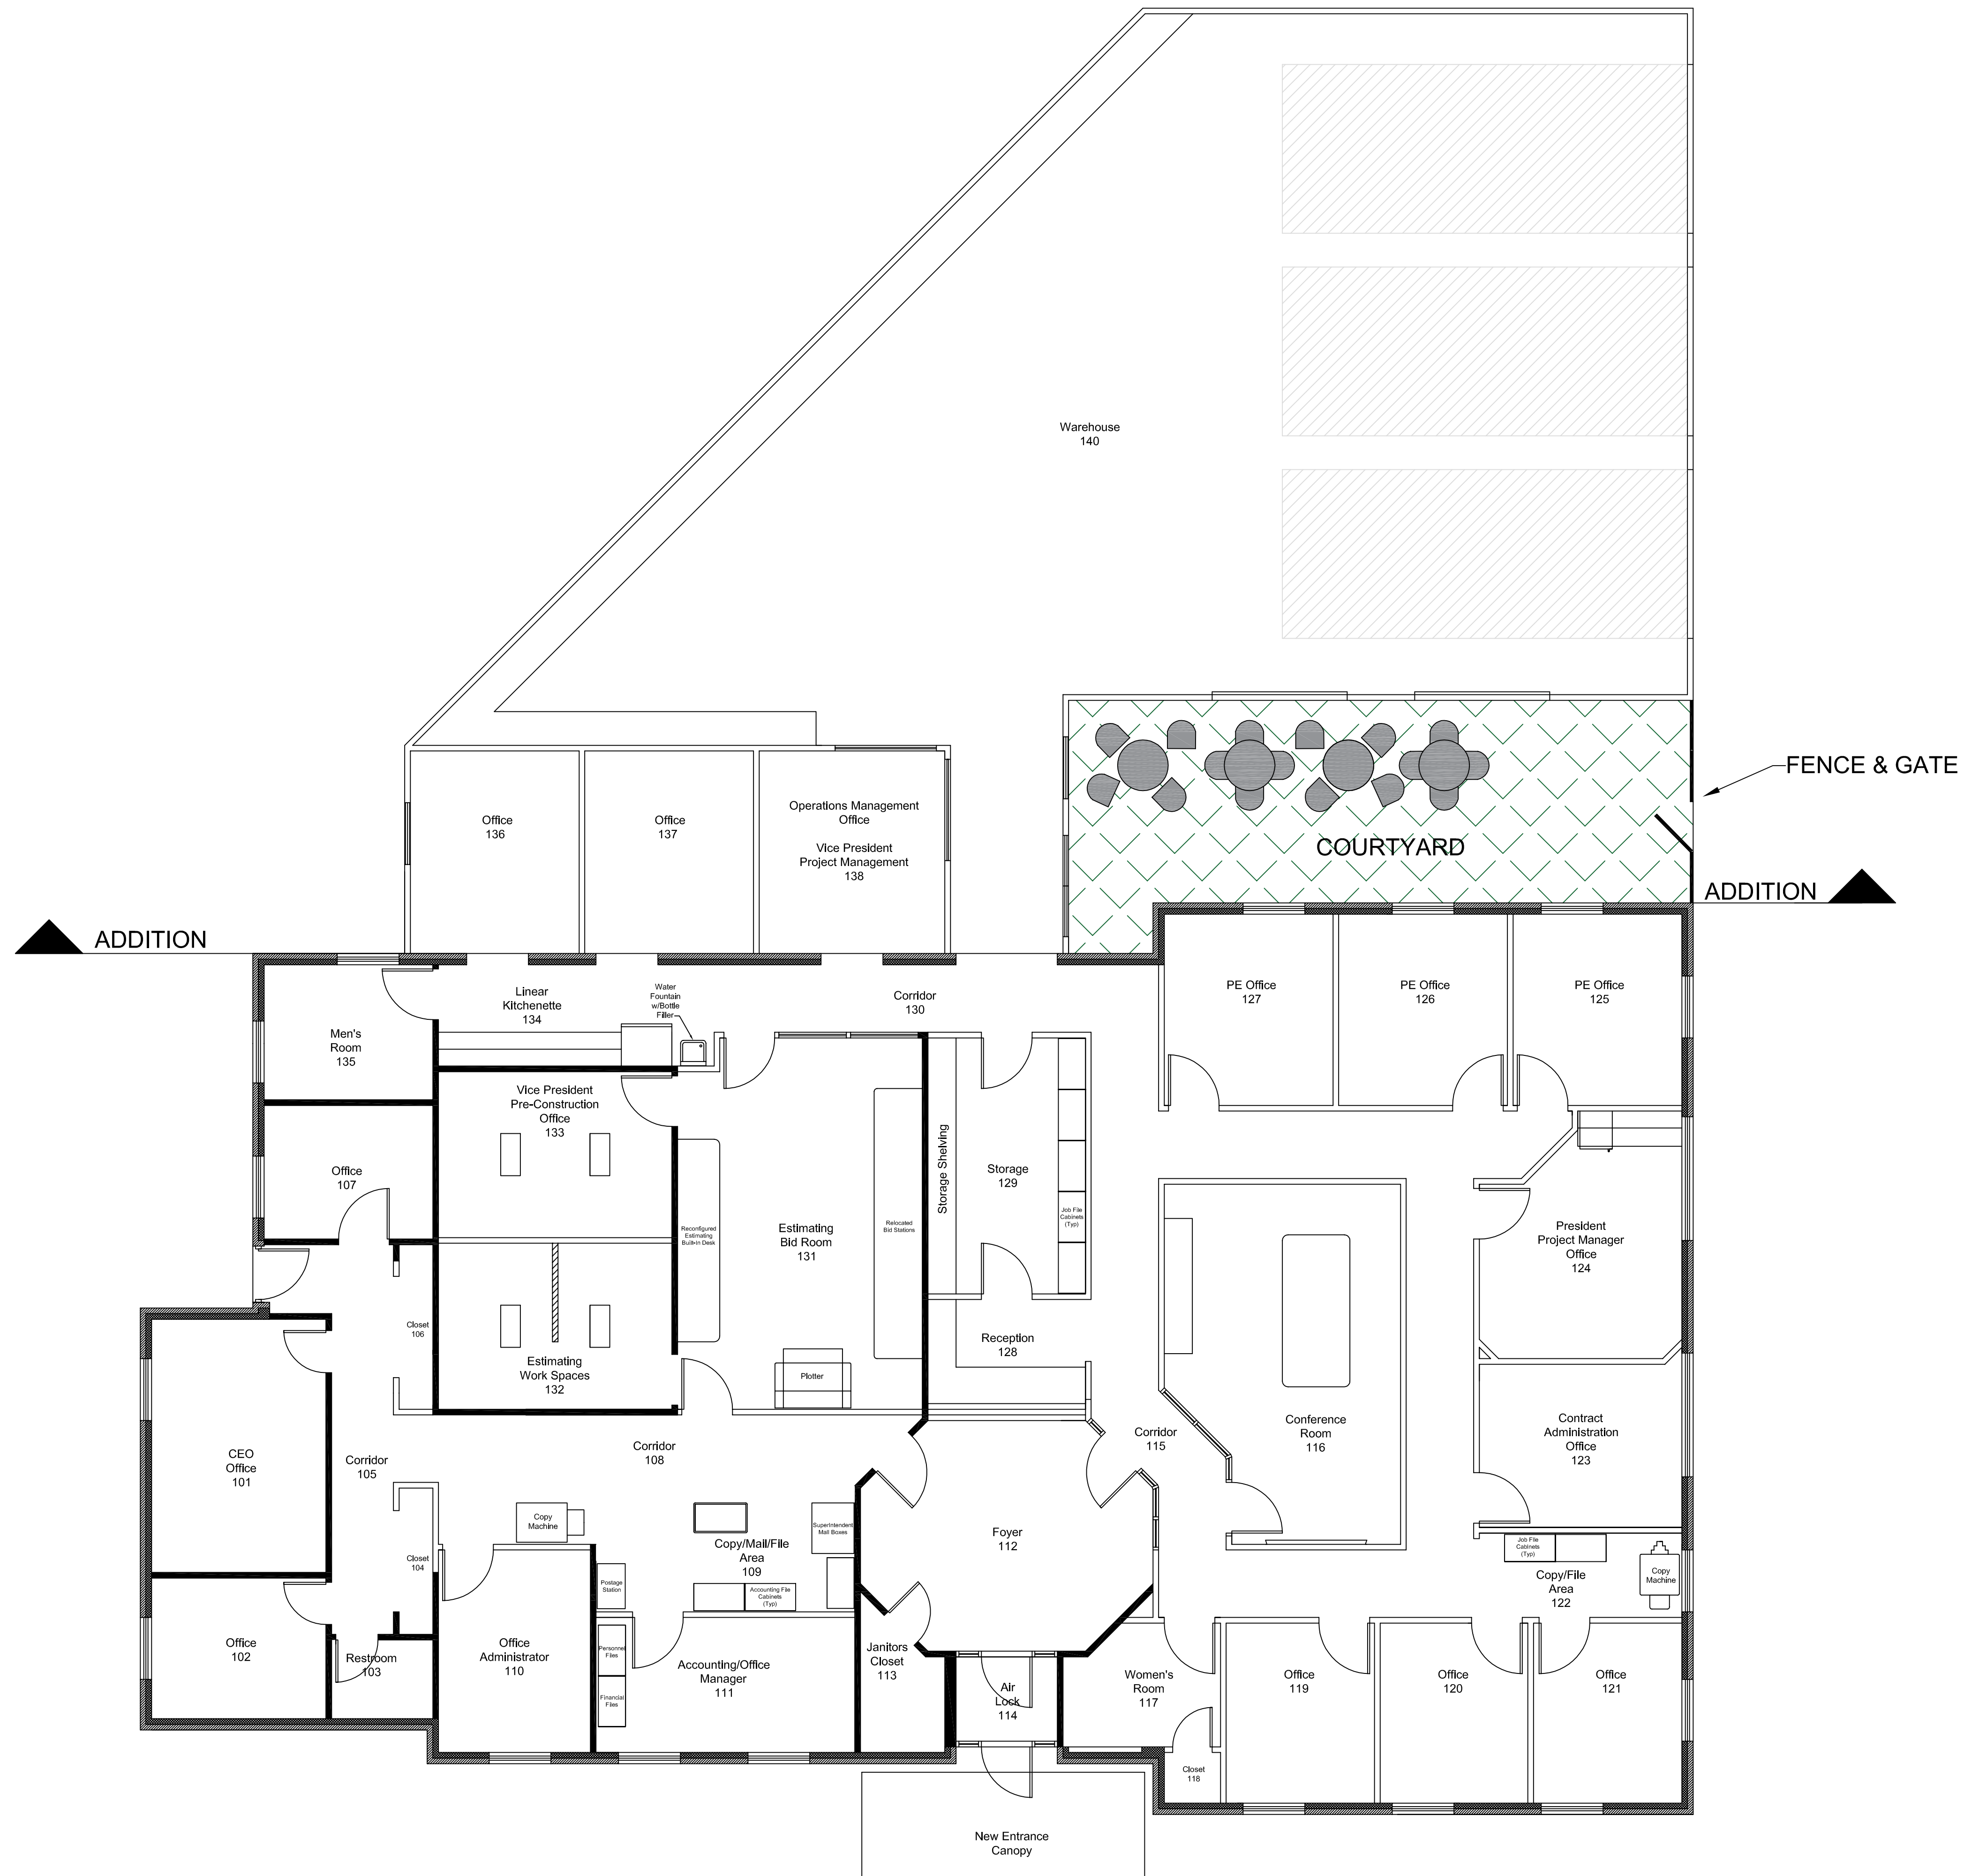 Warehouse
140
FENCE & GATE
COURTYARD
ADDITION
ADDITION
Office
136
Office
137
Operations Management
Office
Vice President
Project Management
138
Linear
Kitchenette
134
Water
Fountain
w/Bottle
Filler
Corridor
130
PE Office
127
PE Office
126
PE Office
125
Men's
Room
135
Vice President
Pre-Construction
Office
133
Office
107
Storage Shelving
Storage
129
Job File
Cabinets
(Typ)
Reconfigured
Estimating
Built-in Desk
Estimating
Bid Room
131
Relocated
Bid Stations
President
Project Manager
Office
124
Closet
106
Estimating
Work Spaces
132
Plotter
Reception
128
CEO
Office
101
Corridor
105
Corridor
108
Corridor
115
Conference
Room
116
Contract
Administration
Office
123
Copy
Machine
Superintendent
Mail Boxes
Copy/Mail/File
Area
109
Foyer
112
Closet
104
Postage
Station
Accounting File
Cabinets
(Typ)
Job File
Cabinets
(Typ)
Copy/File
Area
122
Copy
Machine
Office
102
Restroom
103
Office
Administrator
110
Personnel
Files
Financial
Files
Accounting/Office
Manager
111
Janitors
Closet
113
Air
Lock
114
Women's
Room
117
Office
119
Office
120
Office
121
Closet
118
New Entrance
Canopy